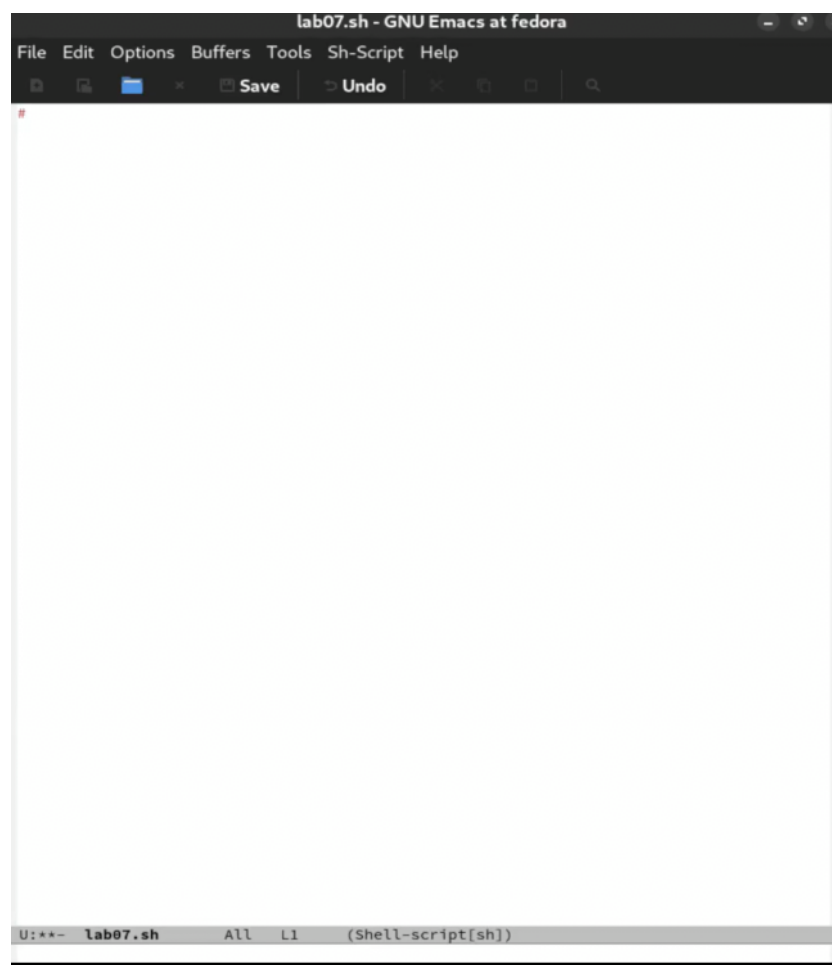 lab07.sh - GNU Emacs at fedora
File Edit Options Buffers Tools Sh-Script Help
Save Undo
#
U:**- lab07.sh All L1 (Shell-script[sh])